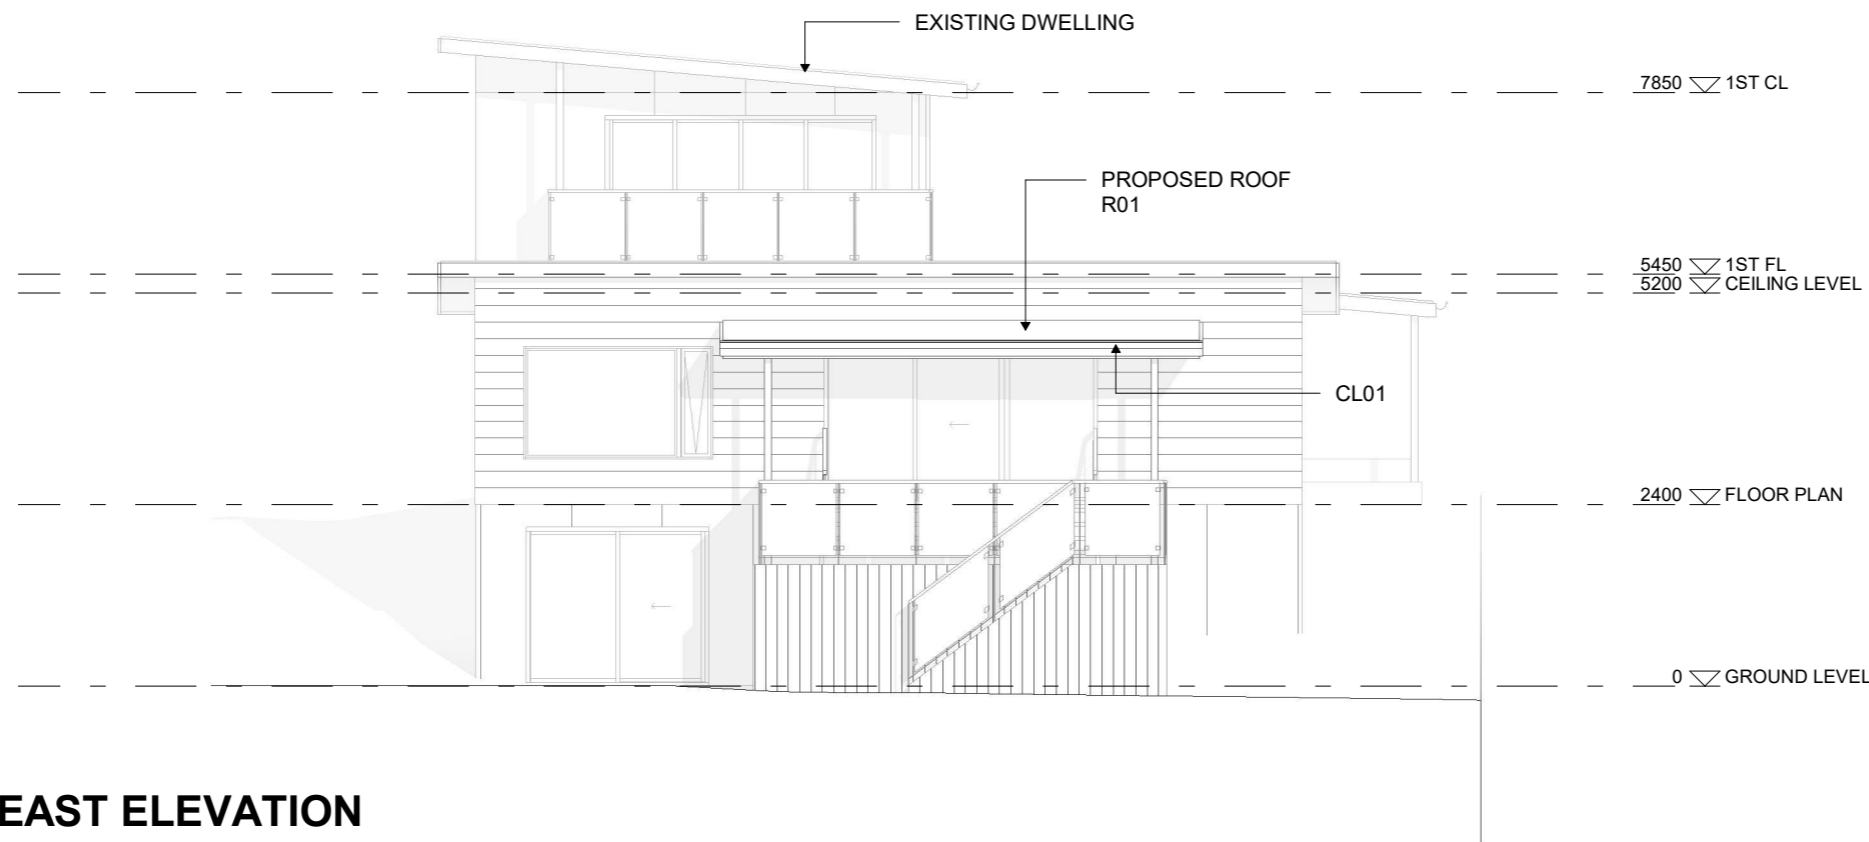 EXISTING DWELLING
7850 1ST CL
PROPOSED ROOF
R01
5450 1ST FL
5200 CEILING LEVEL
CL01
2400 FLOOR PLAN
0 GROUND LEVEL
EAST ELEVATION